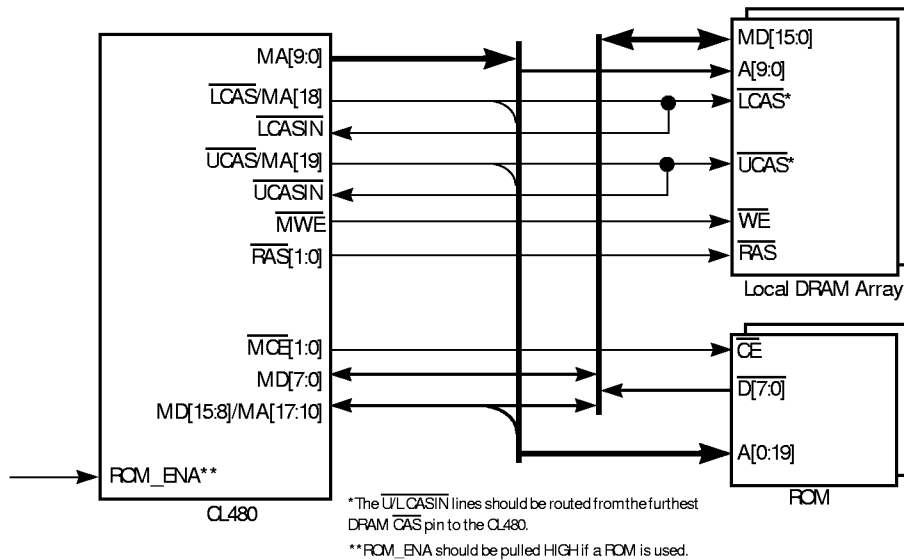 MA[9:0]
LCAS/MA[18]
LCASIN
UCAS/MA[19]
UCASIN
MWE
RAS[1:0]
MCE[1:0]
MD[7:0]
MD[15:8]/MA[17:10]
ROM_ENA**
CL480
MD[15:0]
A[9:0]
LCAS*
UCAS*
WE
RAS
Local DRAM Array
CE
D[7:0]
A[0:19]
ROM
*The U/LCASIN lines should be routed from the furthest
DRAM CAS pin to the CL480.
**ROM_ENA should be pulled HIGH if a ROM is used.